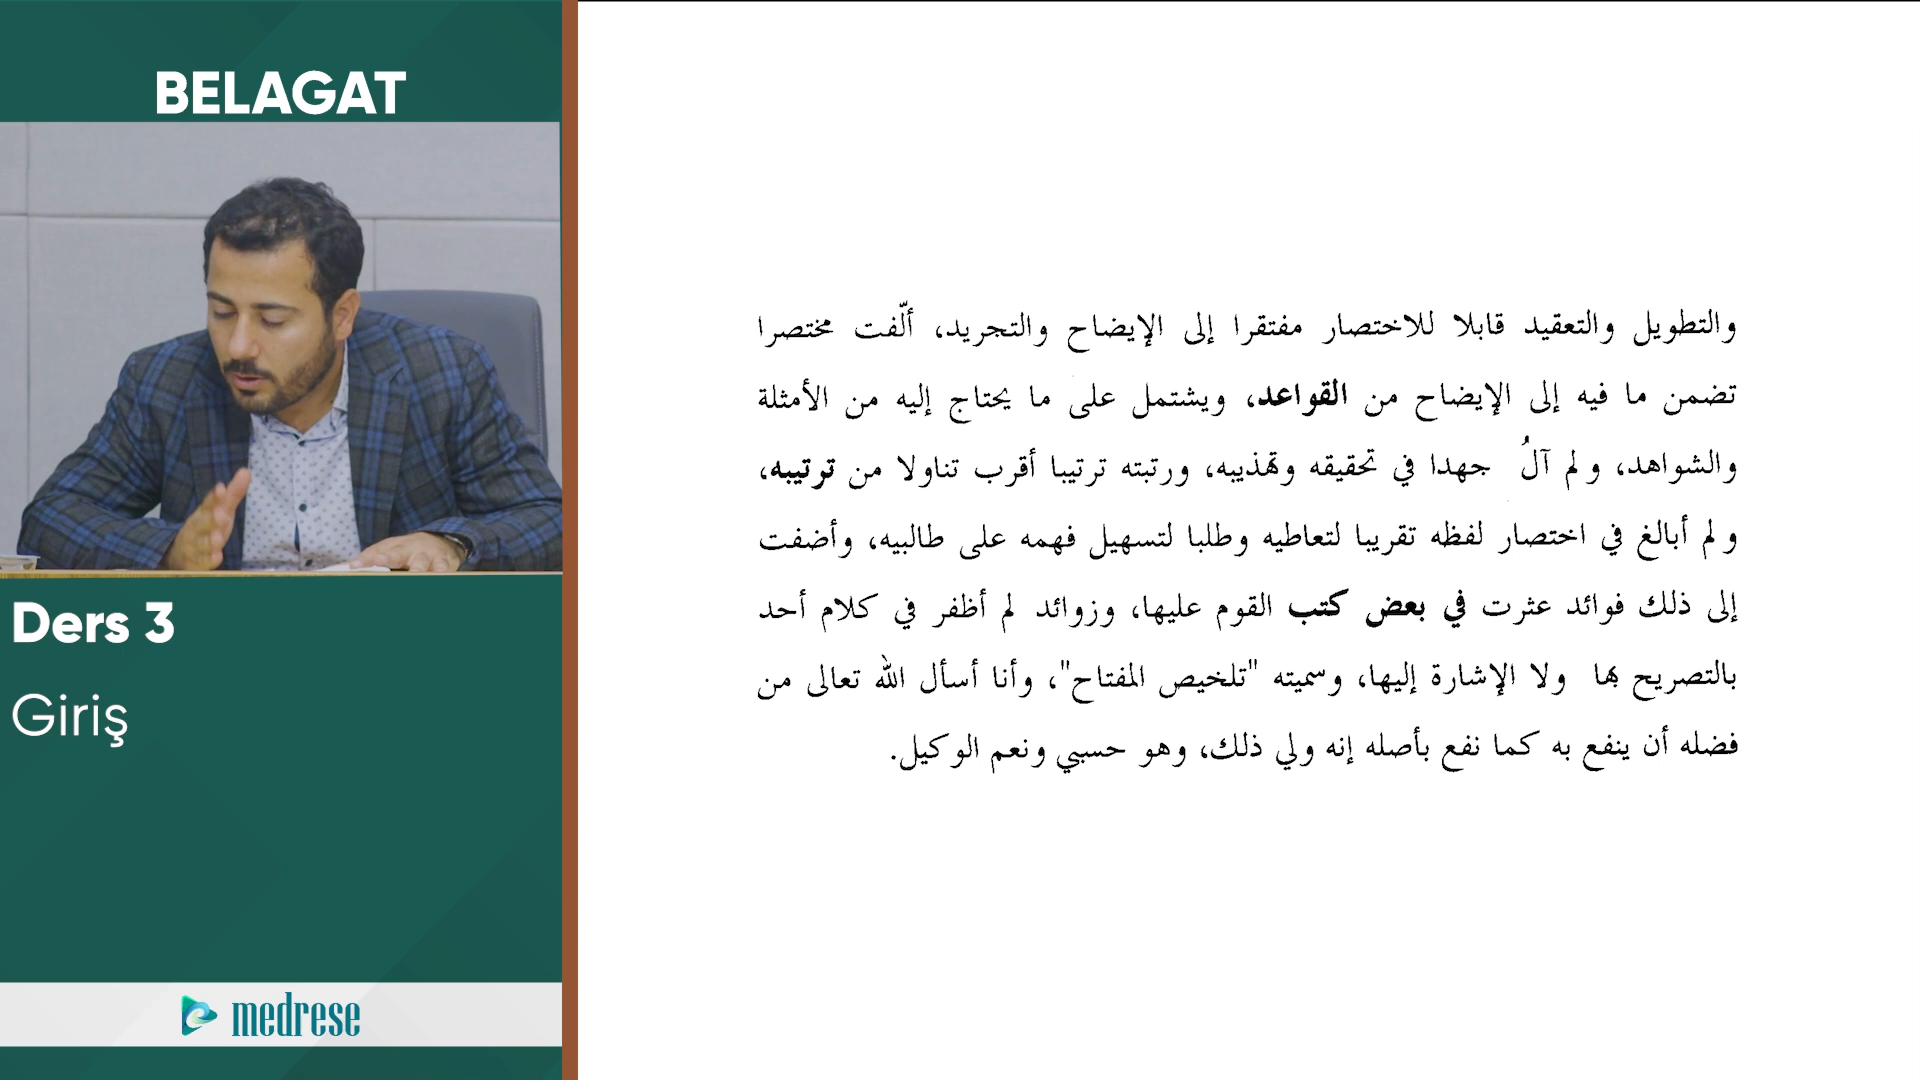 BELAGAT
Ders 3
Giriş
medrese
والتطويل والتعقيد قابلا للاختصار مفتقرا إلى الإيضاح والتجريد، ألّفت مختصرا
تضمن ما فيه إلى الإيضاح من القواعد، ويشتمل على ما يحتاج إليه من الأمثلة
والشواهد، ولم آلُ جهدا في تحقيقه وتهذيبه، ورتبته ترتيبا أقرب تناولا من ترتيبه،
ولم أبالغ في اختصار لفظه تقريبا لتعاطيه وطلبا لتسهيل فهمه على طالبيه، وأضفت
إلى ذلك فوائد عثرت في بعض كتب القوم عليها، وزوائد لم أظفر في كلام أحد
بالتصريح بها ولا الإشارة إليها، وسميته "تلخيص المفتاح"، وأنا أسأل الله تعالى من
فضله أن ينفع به كما نفع بأصله إنه ولي ذلك، وهو حسبي ونعم الوكيل.